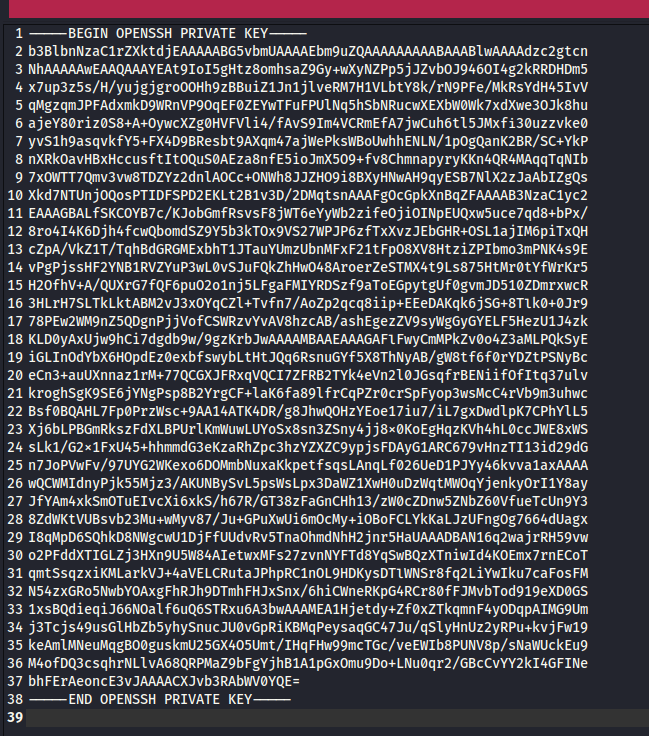 1 -----BEGIN OPENSSH PRIVATE KEY-----
2 b3BlbnNzaC1rZXktdjEAAAAABG5vbmUAAAAEbm9uZQAAAAAAAAABAAABlwAAAAdzc2gtcn
3 NhAAAAAwEAAQAAAYEAt9IoI5gHtz8omhsaZ9Gy+wXyNZPp5jJZvbOJ946OI4g2kRRDHDm5
4 x7up3z5s/H/yujgjgroOOHh9zBBuiZ1Jn1jlveRM7H1VLbtY8k/rN9PFe/MkRsYdH45IvV
5 qMgzqmJPFAdxmkD9WRnVP9OqEF0ZEYwTFuFPUlNq5hSbNRucwXEXbW0Wk7xdXwe3OJk8hu
6 ajeY80riz0S8+A+OywcXZg0HVFVli4/fAvS9Im4VCRmEfA7jwCuh6tl5JMxfi30uzzvke0
7 yvS1h9asqvkfY5+FX4D9BResbt9AXqm47ajWePksWBoUwhhENLN/1pOgQanK2BR/SC+YkP
8 nXRkOavHBxHccusftItOQuS0AEza8nfE5ioJmX5O9+fv8ChmnapyryKKn4QR4MAqqTqNIb
9 7xOWTT7Qmv3vw8TDZYz2dnlAOCc+ONWh8JJZHO9i8BXyHNwAH9qyESB7NlX2zJaAbIZgQs
10 Xkd7NTUnjOQosPTIDFSPD2EKLt2B1v3D/2DMqtsnAAAFgOcGpkXnBqZFAAAAB3NzaC1yc2
11 EAAAGBALfSKCOYB7c/KJobGmfRsvsF8jWT6eYyWb2zifeOjiOINpEUQxw5uce7qd8+bPx/
12 8ro4I4K6Djh4fcwQbomdSZ9Y5b3kTOx9VS27WPJP6zfTxXvzJEbGHR+OSL1ajIM6piTxQH
13 cZpA/VkZ1T/TqhBdGRGMExbhT1JTauYUmzUbnMFxF21tFpO8XV8HtziZPIbmo3mPNK4s9E
14 vPgPjssHF2YNB1RVZYuP3wL0vSJuFQkZhHwO48AroerZeSTMX4t9Ls875HtMr0tYfWrKr5
15 H2OfhV+A/QUXrG7fQF6puO2o1nj5LFgaFMIYRDSzf9aToEGpytgUf0gvmJD510ZDmrxwcR
16 3HLrH7SLTkLktABM2vJ3xOYqCZl+Tvfn7/AoZp2qcq8iip+EEeDAKqk6jSG+8Tlk0+0Jr9
17 78PEw2WM9nZ5QDgnPjjVofCSWRzvYvAV8hzcAB/ashEgezZV9syWgGyGYELF5HezU1J4zk
18 KLD0yAxUjw9hCi7dgdb9w/9gzKrbJwAAAAMBAAEAAAGAFlFwyCmMPkZv0o4Z3aMLPQkSyE
19 iGLInOdYbX6HOpdEz0exbfswybLtHtJQq6RsnuGYf5X8ThNyAB/gW8tf6f0rYDZtPSNyBc
20 eCn3+auUXnnaz1rM+77QCGXJFRxqVQCI7ZFRB2TYk4eVn2l0JGsqfrBENiifOfItq37ulv
21 kroghSgK9SE6jYNgPsp8B2YrgCF+laK6fa89lfrCqPZr0crSpFyop3wsMcC4rVb9m3uhwc
22 Bsf0BQAHL7Fp0PrzWsc+9AA14ATK4DR/g8JhwQOHzYEoe17iu7/iL7gxDwdlpK7CPhYlL5
23 Xj6bLPBGmRkszFdXLBPUrlKmWuwLUYoSx8sn3ZSny4jj8x0KoEgHqzKVh4hL0ccJWE8xWS
24 sLk1/G2x1FxU45+hhmmdG3eKzaRhZpc3hzYZXZC9ypjsFDAyG1ARC679vHnzTI13id29dG
25 n7JoPVwFv/97UYG2WKexo6DOMmbNuxaKkpetfsqsLAnqLf026UeD1PJYy46kvva1axAAAA
26 wQCWMIdnyPjk55Mjz3/AKUNBySvL5psWsLpx3DaWZ1XwH0uDzWqtMWOqYjenkyOrI1Y8ay
27 JfYAm4xkSmOTuEIvcXi6xkS/h67R/GT38zFaGnCHh13/zW0cZDnw5ZNbZ60VfueTcUn9Y3
28 8ZdWKtVUBsvb23Mu+wMyv87/Ju+GPuXwUi6mOcMy+iOBoFCLYkKaLJzUFngOg7664dUagx
29 I8qMpD6SQhkD8NWgcwU1DjFfUUdvRv5TnaOhmdNhH2jnr5HaUAAADBAN16q2wajrRH59vw
30 o2PFddXTIGLZj3HXn9U5W84AIetwxMFs27zvnNYFTd8YqSwBQzXTniwId4KOEmx7rnECoT
31 qmtSsqzxiKMLarkVJ+4aVELCRutaJPhpRC1nOL9HDKysDTlWNSr8fq2LiYwIku7caFosFM
32 N54zxGRo5NwbYOAxgFhRJh9DTmhFHJxSnx/6hiCWneRKpG4RCr80fFJMvbTod919eXD0GS
33 1xsBQdieqiJ66NOalf6uQ6STRxu6A3bwAAAMEA1Hjetdy+Zf0xZTkqmnF4yODqpAIMG9Um
34 j3Tcjs49usGlHbZb5yhySnucJU0vGpRiKBMqPeysaqGC47Ju/qSlyHnUz2yRPu+kvjFw19
35 keAmlMNeuMqgBO0guskmU25GX4O5Umt/IHqFHw99mcTGc/veEWIb8PUNV8p/sNaWUckEu9
36 M4ofDQ3csqhrNLlvA68QRPMaZ9bFgYjhB1A1pGxOmu9Do+LNu0qr2/GBcCvYY2kI4GFINe
37 bhFErAeoncE3vJAAAACXJvb3RAbWV0YQE=
38 -----END OPENSSH PRIVATE KEY-----
39